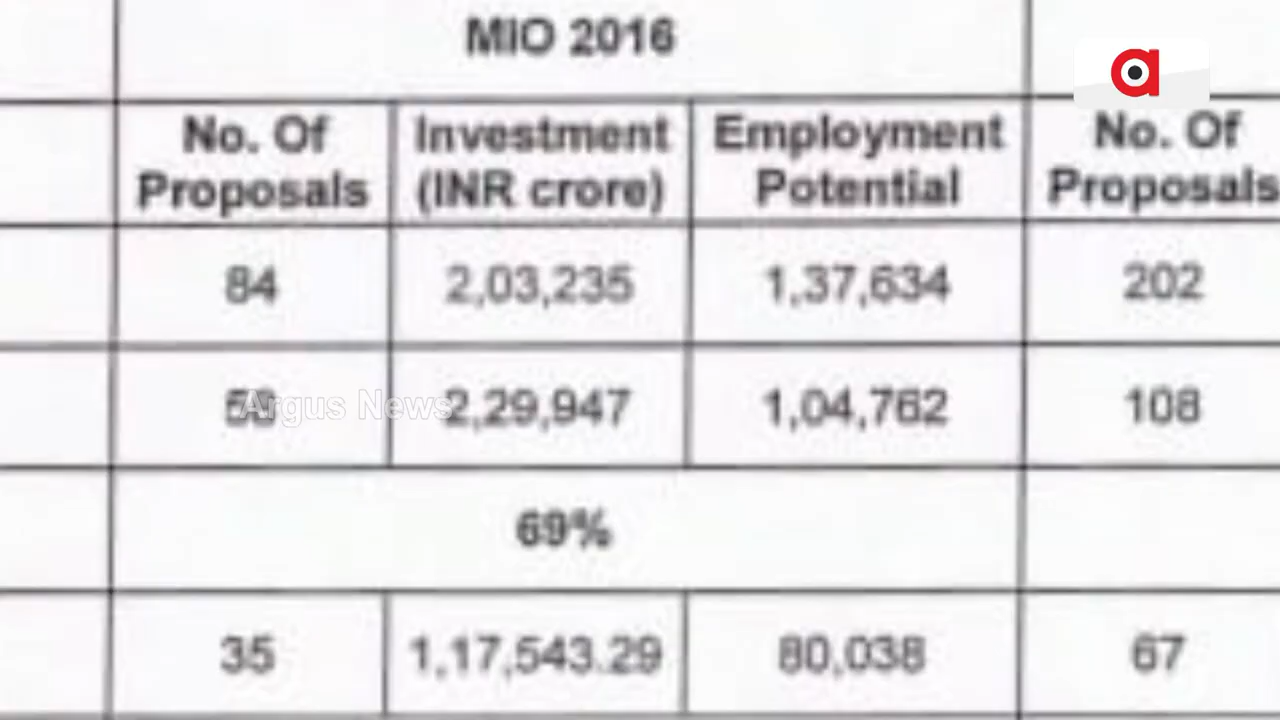 MIO 2016
No. Of Proposals Investment (INR crore) Employment Potential No. Of Proposals
84 2,03,235 1,37,634 202
Argus News 2,29,947 1,04,762 108
69%
35 1,17,543.29 80,038 67